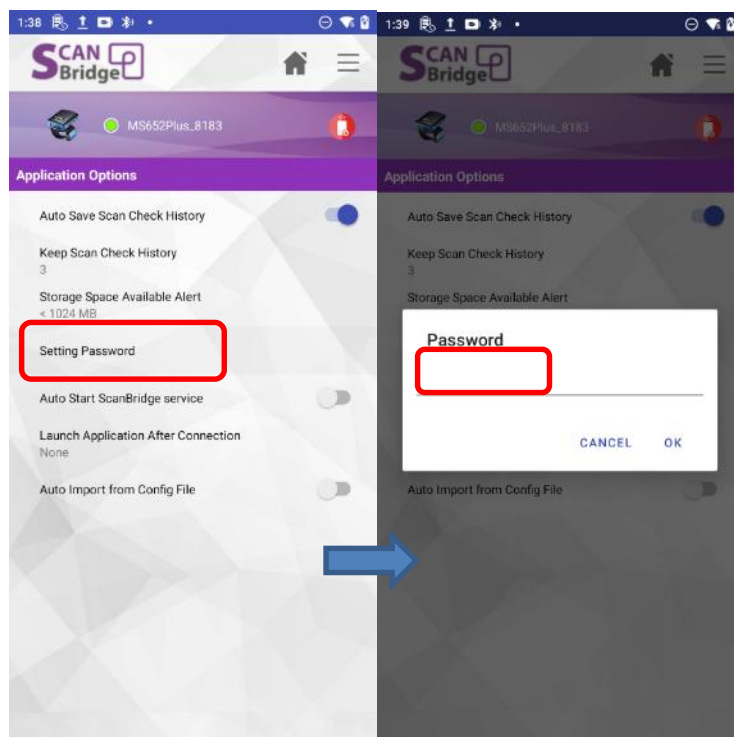 1:38
SCAN
Bridge
MS652Plus_8183
Application Options
Auto Save Scan Check History
Keep Scan Check History
3
Storage Space Available Alert
< 1024 MB
Setting Password
Auto Start ScanBridge service
Launch Application After Connection
None
Auto Import from Config File
1:39
SCAN
Bridge
MS652Plus_8183
Application Options
Auto Save Scan Check History
Keep Scan Check History
3
Storage Space Available Alert
Password
CANCEL OK
Auto Import from Config File